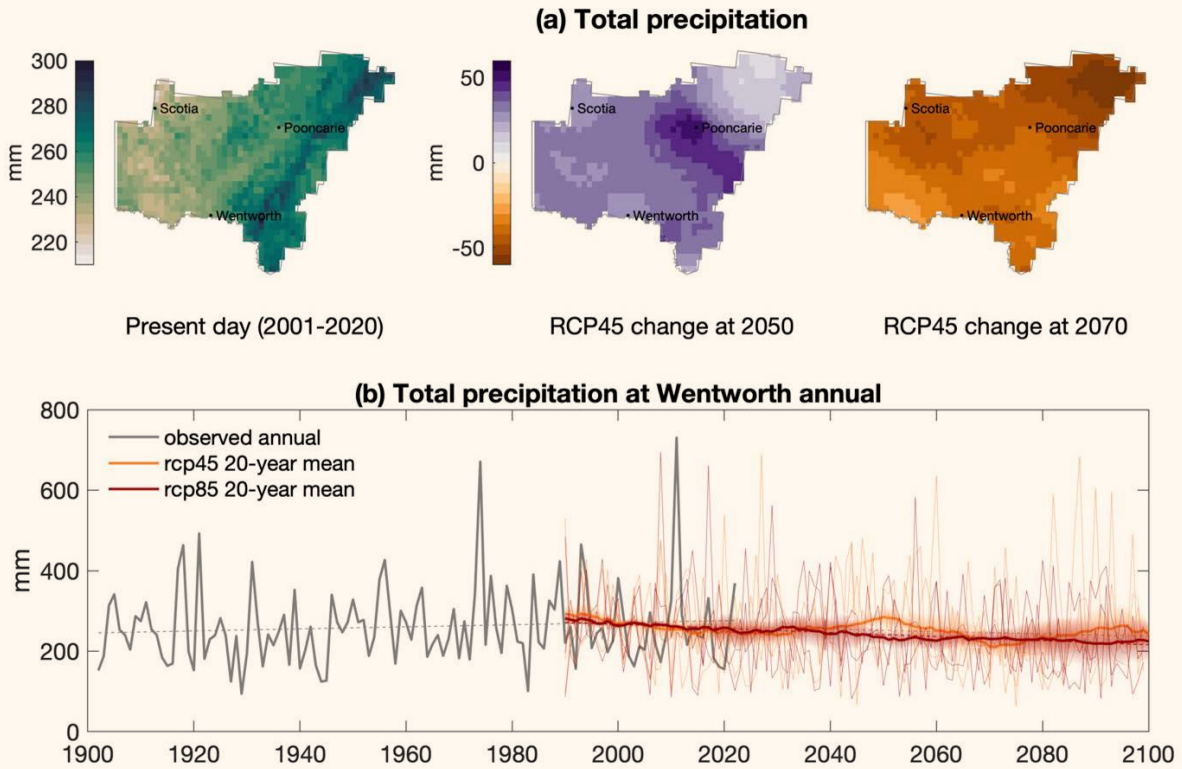 (a) Total precipitation
300
280
260
240
220
mm
Scotia
Pooncarie
Wentworth
Present day (2001-2020)
50
0
-50
mm
Scotia
Pooncarie
Wentworth
RCP45 change at 2050
Scotia
Pooncarie
Wentworth
RCP45 change at 2070
(b) Total precipitation at Wentworth annual
800
600
400
200
0
mm
observed annual
rcp45 20-year mean
rcp85 20-year mean
1900 1920 1940 1960 1980 2000 2020 2040 2060 2080 2100